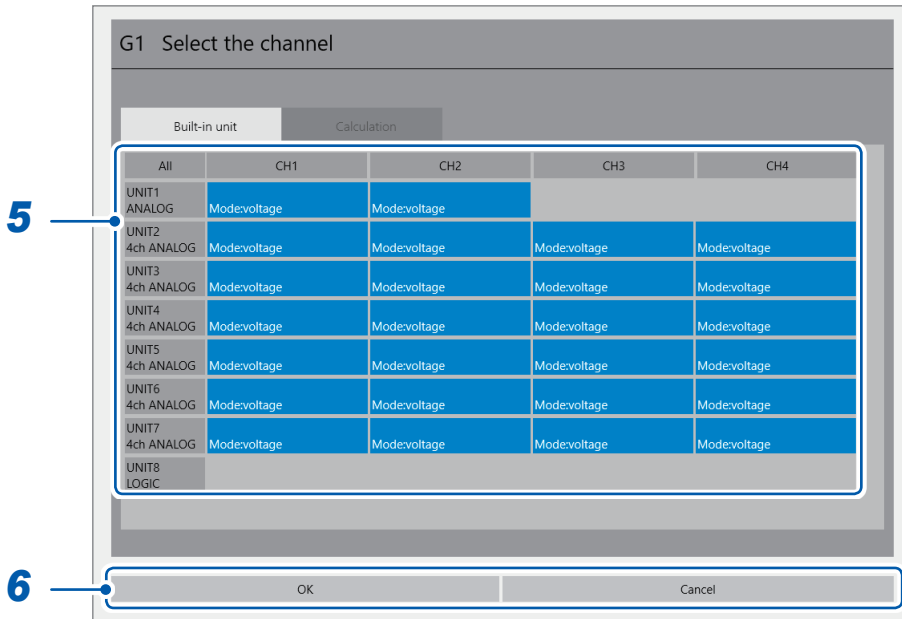 G1 Select the channel
Built-in unit Calculation
All CH1 CH2 CH3 CH4
UNIT1
ANALOG Mode:voltage Mode:voltage
5
UNIT2
4ch ANALOG Mode:voltage Mode:voltage Mode:voltage Mode:voltage
UNIT3
4ch ANALOG Mode:voltage Mode:voltage Mode:voltage Mode:voltage
UNIT4
4ch ANALOG Mode:voltage Mode:voltage Mode:voltage Mode:voltage
UNIT5
4ch ANALOG Mode:voltage Mode:voltage Mode:voltage Mode:voltage
UNIT6
4ch ANALOG Mode:voltage Mode:voltage Mode:voltage Mode:voltage
UNIT7
4ch ANALOG Mode:voltage Mode:voltage Mode:voltage Mode:voltage
UNIT8
LOGIC
6
OK Cancel